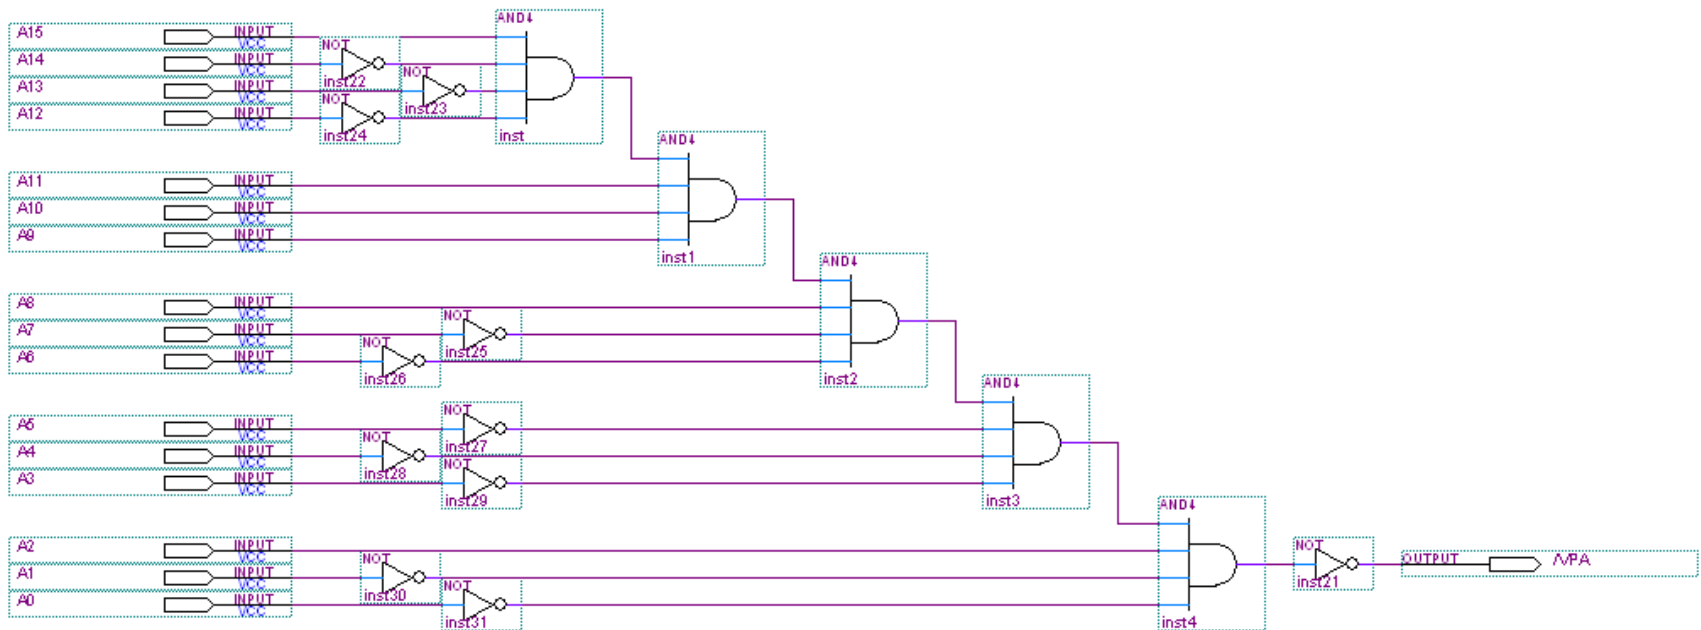 AND4
A15 INPUT VCC
NOT
A14 INPUT VCC
inst22
NOT
A13 INPUT VCC
inst23
NOT
A12 INPUT VCC
inst24
inst
AND4
A11 INPUT VCC
A10 INPUT VCC
A9 INPUT VCC
inst1
AND4
A8 INPUT VCC
NOT
A7 INPUT VCC
inst25
NOT
A6 INPUT VCC
inst26
inst2
AND4
NOT
A5 INPUT VCC
inst27
NOT
A4 INPUT VCC
inst28
NOT
A3 INPUT VCC
inst29
inst3
AND4
A2 INPUT VCC
NOT
A1 INPUT VCC
inst30
NOT
A0 INPUT VCC
inst31
inst4
NOT
inst21
OUTPUT /VPA